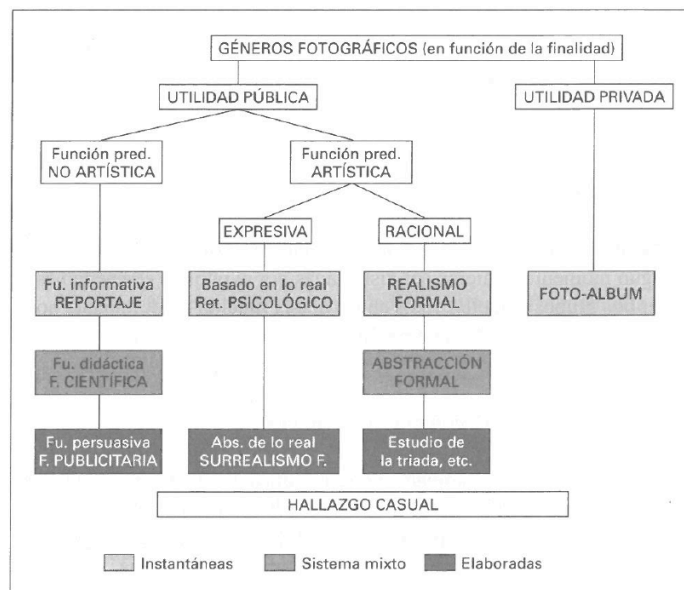 GÉNEROS FOTOGRÁFICOS (en función de la finalidad)
UTILIDAD PÚBLICA
UTILIDAD PRIVADA
Función pred.
NO ARTÍSTICA
Función pred.
ARTÍSTICA
EXPRESIVA
RACIONAL
Fu. informativa
REPORTAJE
Basado en lo real
Ret. PSICOLÓGICO
REALISMO
FORMAL
FOTO-ALBUM
Fu. didáctica
F. CIENTÍFICA
ABSTRACCIÓN
FORMAL
Fu. persuasiva
F. PUBLICITARIA
Abs. de lo real
SURREALISMO F.
Estudio de
la triada, etc.
HALLAZGO CASUAL
Instantáneas
Sistema mixto
Elaboradas